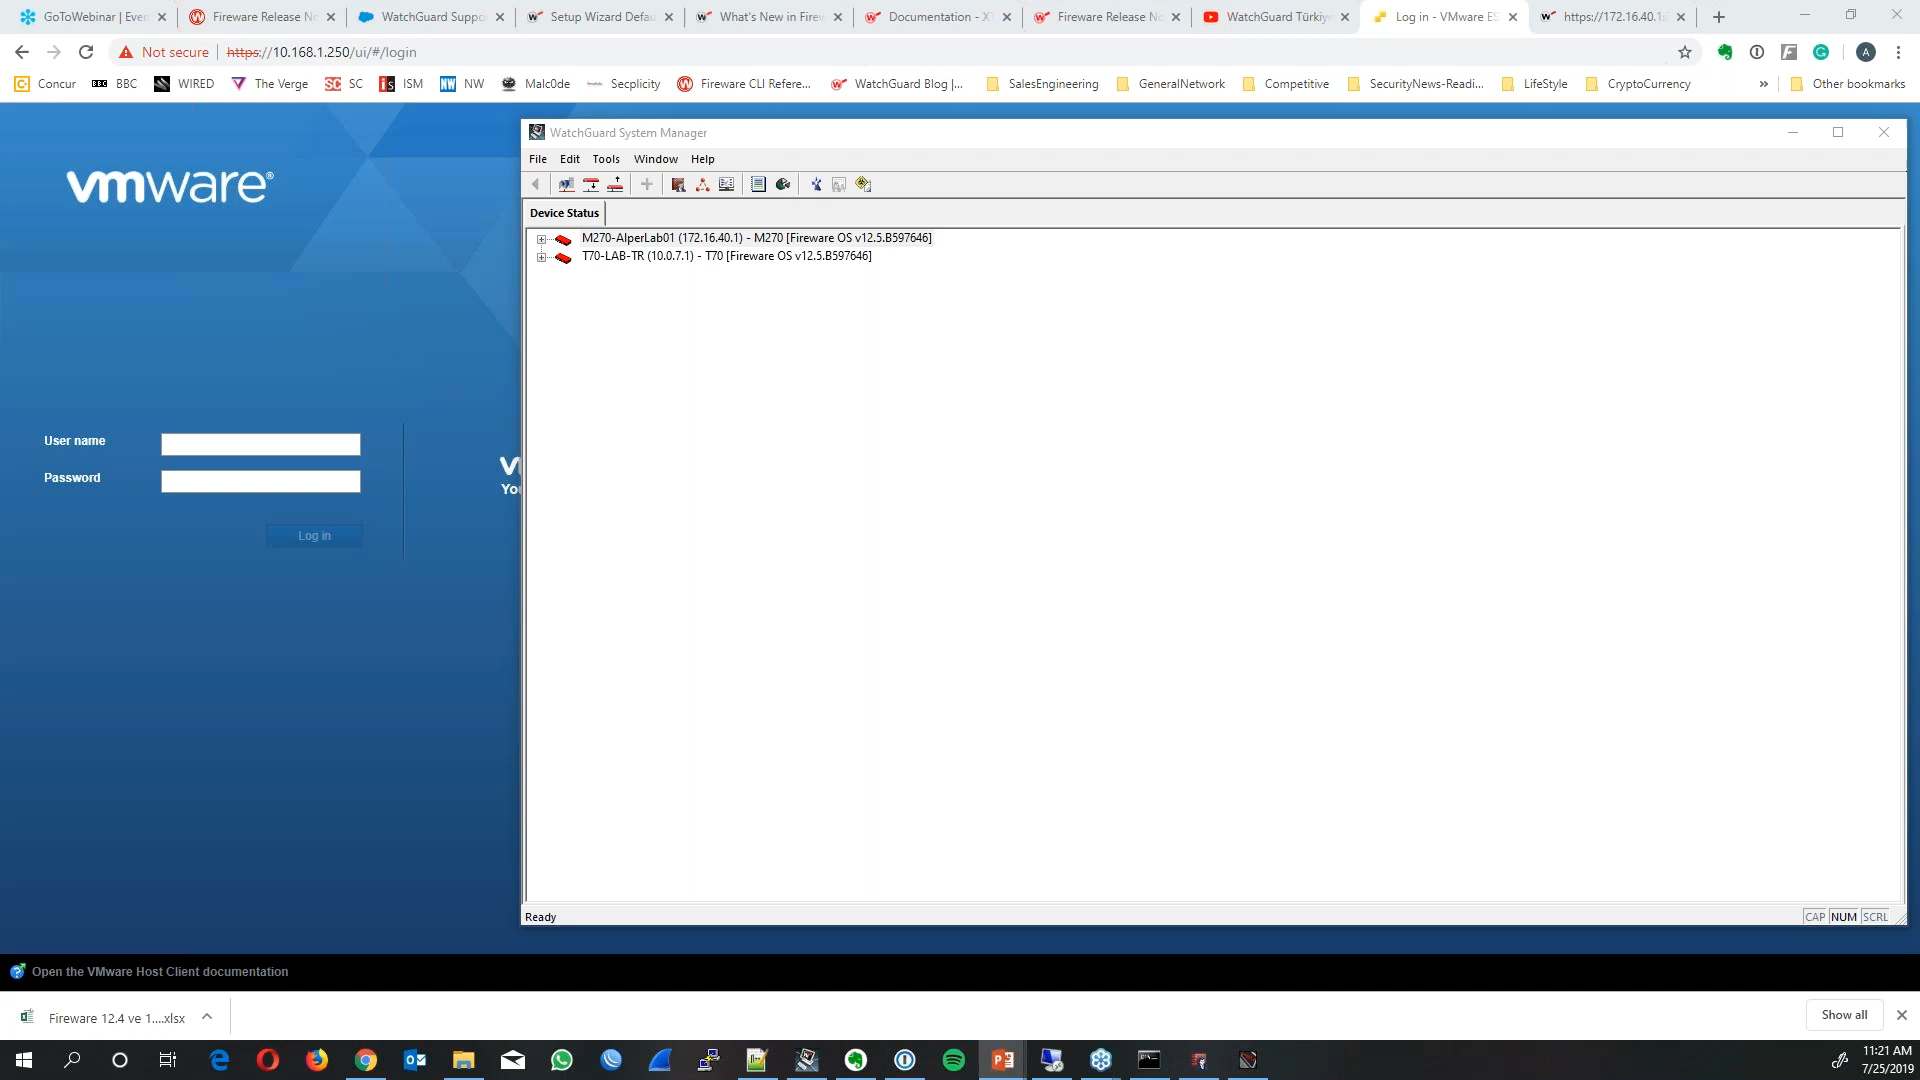 GoToWebinar | Even
Fireware Release No
WatchGuard Suppo
Setup Wizard Defau
What's New in Firew
Documentation - X
Fireware Release No
WatchGuard Türkiye
Log in - VMware ES
https://172.16.40.1:
Not secure
https://10.168.1.250/ui/#/login
A
Concur
BBC
WIRED
The Verge
SC
ISM
NW
Malc0de
Secplicity
Fireware CLI Refere...
WatchGuard Blog |...
SalesEngineering
GeneralNetwork
Competitive
SecurityNews-Readi...
LifeStyle
CryptoCurrency
»
Other bookmarks
vmware®
User name
Password
Log in
You
WatchGuard System Manager
File Edit Tools Window Help
Device Status
M270-AlperLab01 (172.16.40.1) - M270 [Fireware OS v12.5.B597646]
T70-LAB-TR (10.0.7.1) - T70 [Fireware OS v12.5.B597646]
Ready
CAP NUM SCRL
Open the VMware Host Client documentation
Fireware 12.4 ve 1....xlsx
Show all
11:21 AM
7/25/2019